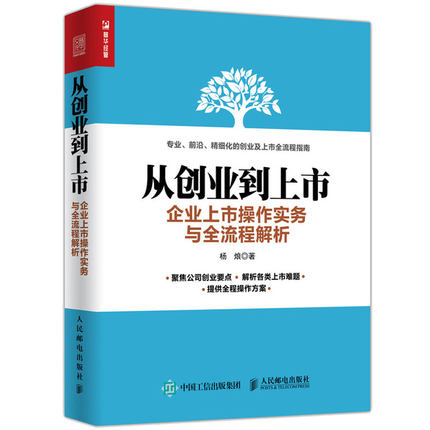 普华经管
从创业到上市
企业上市操作实务
与全流程解析
人民邮电出版社
专业、前沿、精细化的创业及上市全流程指南
从创业到上市
企业上市操作实务
与全流程解析
杨 烺◎著
• 聚焦公司创业要点 • 解析各类上市难题
• 提供全程操作方案
中国工信出版集团
人民邮电出版社